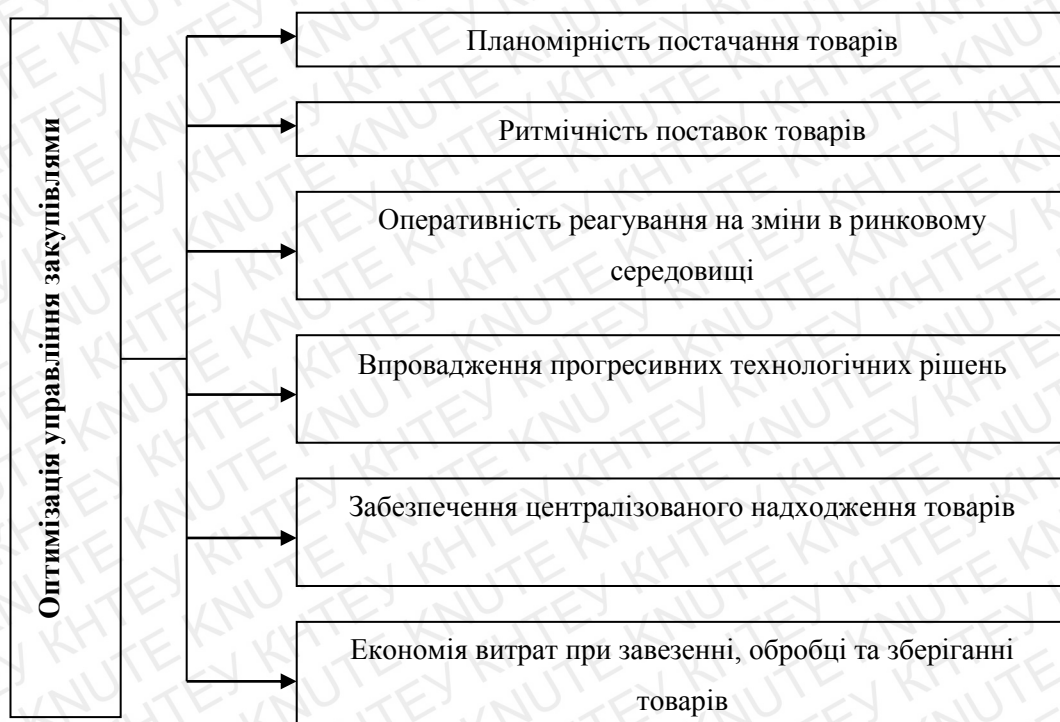 Оптимізація управління закупівлями
Планомірність постачання товарів
Ритмічність поставок товарів
Оперативність реагування на зміни в ринковому
середовищі
Впровадження прогресивних технологічних рішень
Забезпечення централізованого надходження товарів
Економія витрат при завезенні, обробці та зберіганні
товарів